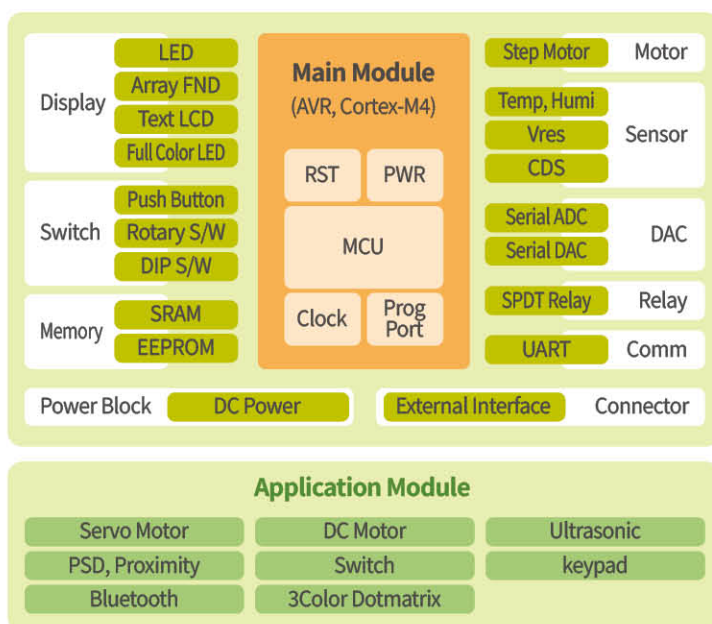 Display
LED
Array FND
Text LCD
Full Color LED
Switch
Push Button
Rotary S/W
DIP S/W
Memory
SRAM
EEPROM
Main Module
(AVR, Cortex-M4)
RST
PWR
MCU
Clock
Prog
Port
Step Motor
Motor
Temp, Humi
Vres
CDS
Sensor
Serial ADC
Serial DAC
DAC
SPDT Relay
Relay
UART
Comm
Power Block
DC Power
External Interface
Connector
Application Module
Servo Motor
DC Motor
Ultrasonic
PSD, Proximity
Switch
keypad
Bluetooth
3Color Dotmatrix